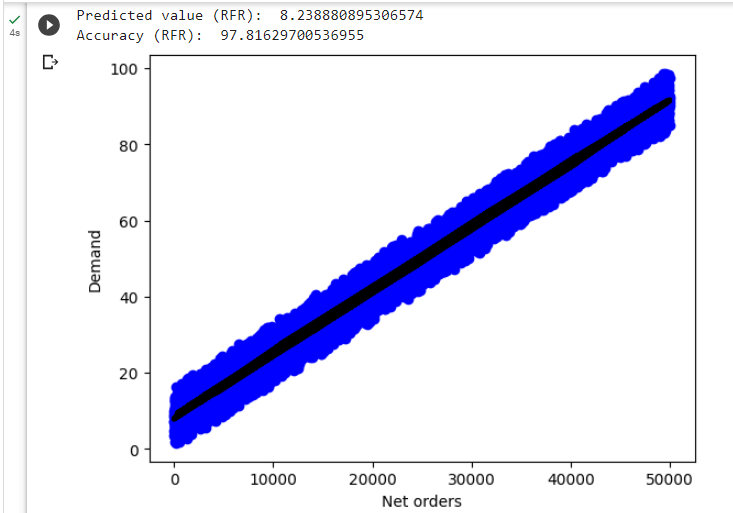 Predicted value (RFR): 8.238880895306574
4s
Accuracy (RFR): 97.81629700536955
100
80
60
40
20
0
Demand
0 10000 20000 30000 40000 50000
Net orders